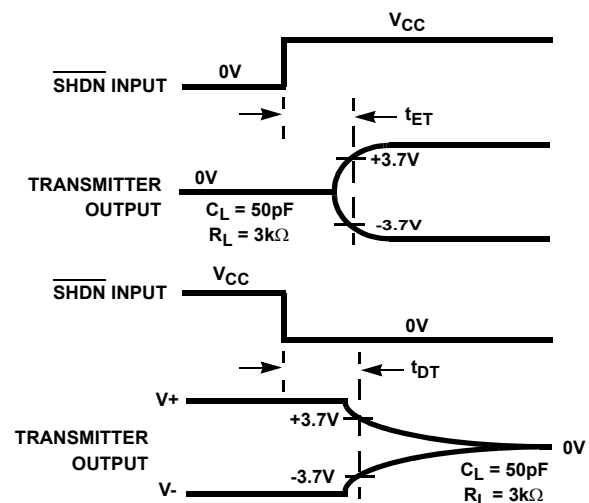 VCC
0V
SHDN INPUT
tET
+3.7V
0V
TRANSMITTER
OUTPUT
CL = 50pF
RL = 3kΩ
-3.7V
VCC
SHDN INPUT
0V
tDT
V+
+3.7V
TRANSMITTER
OUTPUT
0V
-3.7V
CL = 50pF
RL = 3kΩ
V-